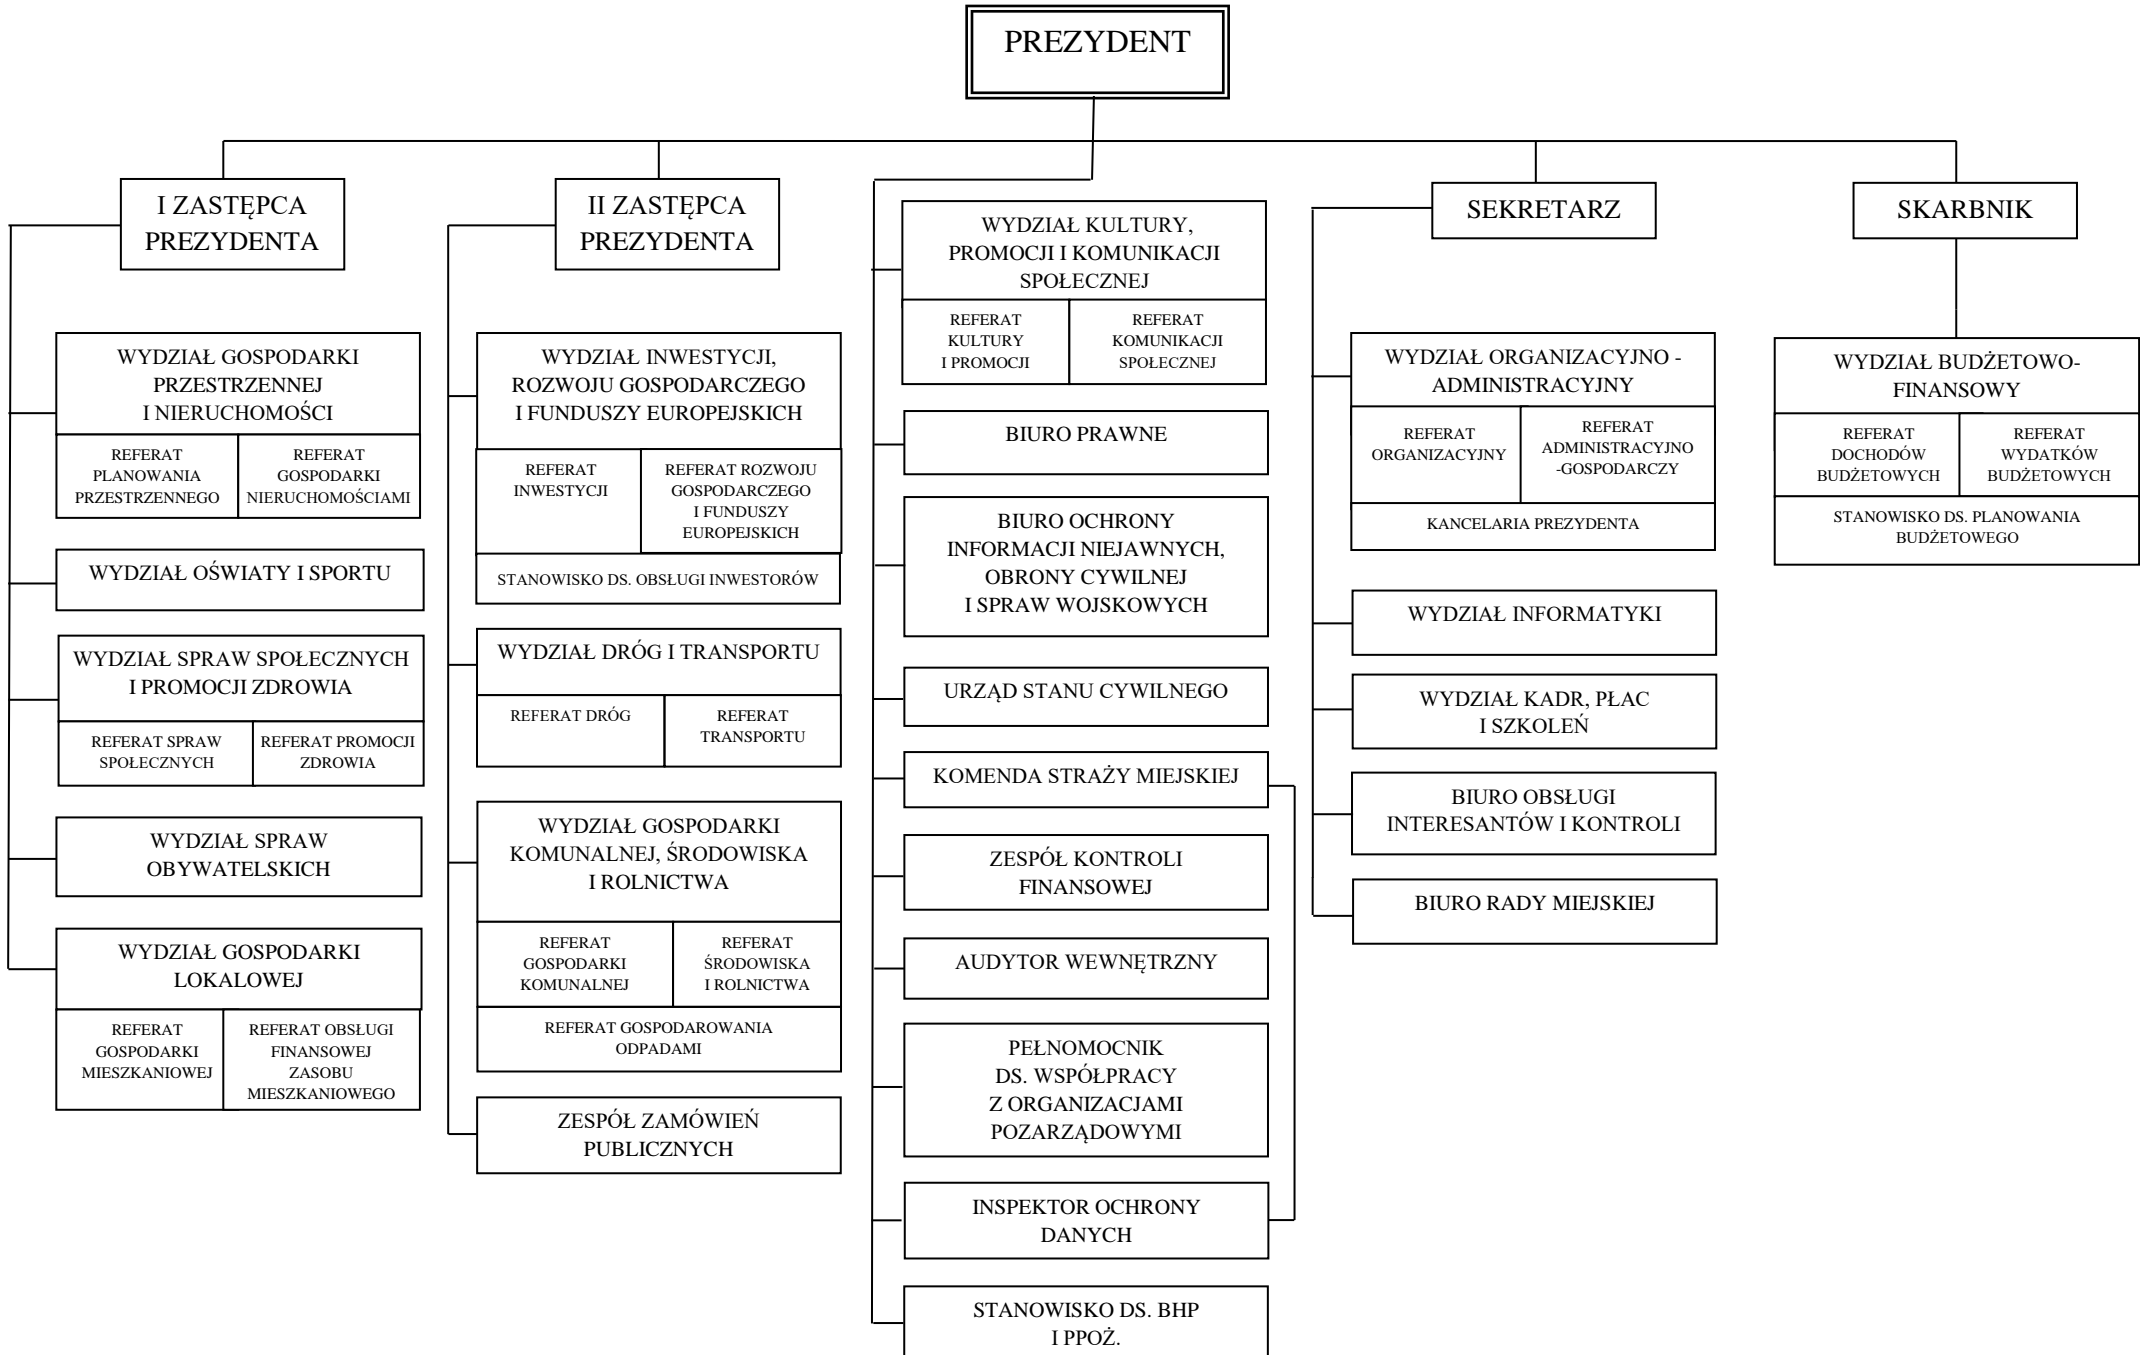 PREZYDENT
I ZASTĘPCA
PREZYDENTA
WYDZIAŁ GOSPODARKI
PRZESTRZENNEJ
I NIERUCHOMOŚCI
REFERAT
PLANOWANIA
PRZESTRZENNEGO
REFERAT
GOSPODARKI
NIERUCHOMOŚCIAMI
WYDZIAŁ OŚWIATY I SPORTU
WYDZIAŁ SPRAW SPOŁECZNYCH
I PROMOCJI ZDROWIA
REFERAT SPRAW
SPOŁECZNYCH
REFERAT PROMOCJI
ZDROWIA
WYDZIAŁ SPRAW
OBYWATELSKICH
WYDZIAŁ GOSPODARKI
LOKALOWEJ
REFERAT
GOSPODARKI
MIESZKANIOWEJ
REFERAT OBSŁUGI
FINANSOWEJ
ZASOBU
MIESZKANIOWEGO
II ZASTĘPCA
PREZYDENTA
WYDZIAŁ INWESTYCJI,
ROZWOJU GOSPODARCZEGO
I FUNDUSZY EUROPEJSKICH
REFERAT
INWESTYCJI
REFERAT ROZWOJU
GOSPODARCZEGO
I FUNDUSZY
EUROPEJSKICH
STANOWISKO DS. OBSŁUGI INWESTORÓW
WYDZIAŁ DRÓG I TRANSPORTU
REFERAT DRÓG
REFERAT
TRANSPORTU
WYDZIAŁ GOSPODARKI
KOMUNALNEJ, ŚRODOWISKA
I ROLNICTWA
REFERAT
GOSPODARKI
KOMUNALNEJ
REFERAT
ŚRODOWISKA
I ROLNICTWA
REFERAT GOSPODAROWANIA
ODPADAMI
ZESPÓŁ ZAMÓWIEŃ
PUBLICZNYCH
WYDZIAŁ KULTURY,
PROMOCJI I KOMUNIKACJI
SPOŁECZNEJ
REFERAT
KULTURY
I PROMOCJI
REFERAT
KOMUNIKACJI
SPOŁECZNEJ
BIURO PRAWNE
BIURO OCHRONY
INFORMACJI NIEJAWNYCH,
OBRONY CYWILNEJ
I SPRAW WOJSKOWYCH
URZĄD STANU CYWILNEGO
KOMENDA STRAŻY MIEJSKIEJ
ZESPÓŁ KONTROLI
FINANSOWEJ
AUDYTOR WEWNĘTRZNY
PEŁNOMOCNIK
DS. WSPÓŁPRACY
Z ORGANIZACJAMI
POZARZĄDOWYMI
INSPEKTOR OCHRONY
DANYCH
STANOWISKO DS. BHP
I PPOŻ.
SEKRETARZ
WYDZIAŁ ORGANIZACYJNO -
ADMINISTRACYJNY
REFERAT
ORGANIZACYJNY
REFERAT
ADMINISTRACYJNO
-GOSPODARCZY
KANCELARIA PREZYDENTA
WYDZIAŁ INFORMATYKI
WYDZIAŁ KADR, PŁAC
I SZKOLEŃ
BIURO OBSŁUGI
INTERESANTÓW I KONTROLI
BIURO RADY MIEJSKIEJ
SKARBNIK
WYDZIAŁ BUDŻETOWO-
FINANSOWY
REFERAT
DOCHODÓW
BUDŻETOWYCH
REFERAT
WYDATKÓW
BUDŻETOWYCH
STANOWISKO DS. PLANOWANIA
BUDŻETOWEGO